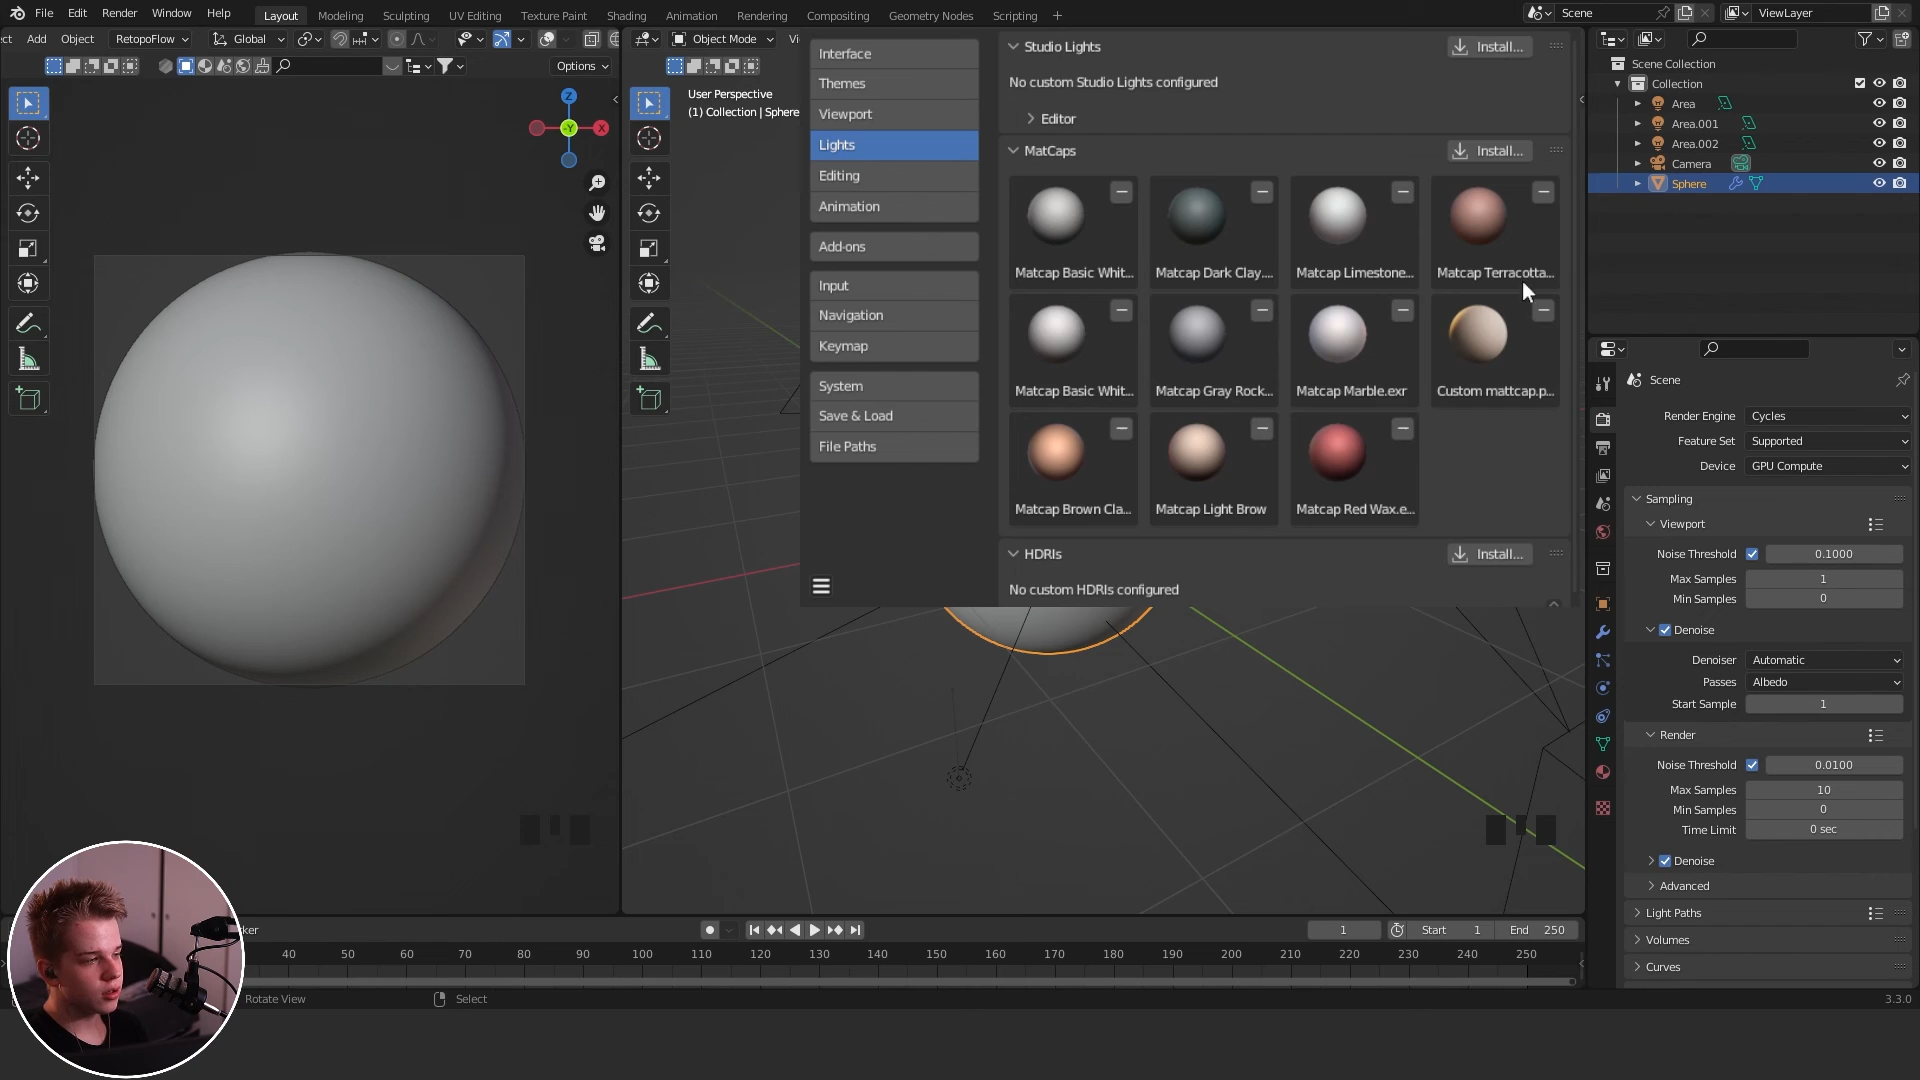 File Edit Render Window Help Layout Modeling Sculpting UV Editing Texture Paint Shading Animation Rendering Compositing Geometry Nodes Scripting + Scene ViewLayer
Add Object RetopoFlow Global
Object Mode
Options
User Perspective
(1) Collection | Sphere
Interface
Themes
Viewport
Lights
Editing
Animation
Add-ons
Input
Navigation
Keymap
System
Save & Load
File Paths
Studio Lights Install...
No custom Studio Lights configured
Editor
MatCaps Install...
Matcap Basic Whit... Matcap Dark Clay.... Matcap Limestone... Matcap Terracotta...
Matcap Basic Whit... Matcap Gray Rock... Matcap Marble.exr Custom mattcap.p...
Matcap Brown Cla... Matcap Light Brow Matcap Red Wax.e...
HDRIs Install...
No custom HDRIs configured
Scene Collection
Collection
Area
Area.001
Area.002
Camera
Sphere
Scene
Render Engine Cycles
Feature Set Supported
Device GPU Compute
Sampling
Viewport
Noise Threshold 0.1000
Max Samples 1
Min Samples 0
Denoise
Denoiser Automatic
Passes Albedo
Start Sample 1
Render
Noise Threshold 0.0100
Max Samples 10
Min Samples 0
Time Limit 0 sec
Denoise
Advanced
Light Paths
Volumes
Curves
1 Start 1 End 250
40 50 60 70 80 90 100 110 120 130 140 150 160 170 180 190 200 210 220 230 240 250
Rotate View Select
3.3.0
X
-Y
Z